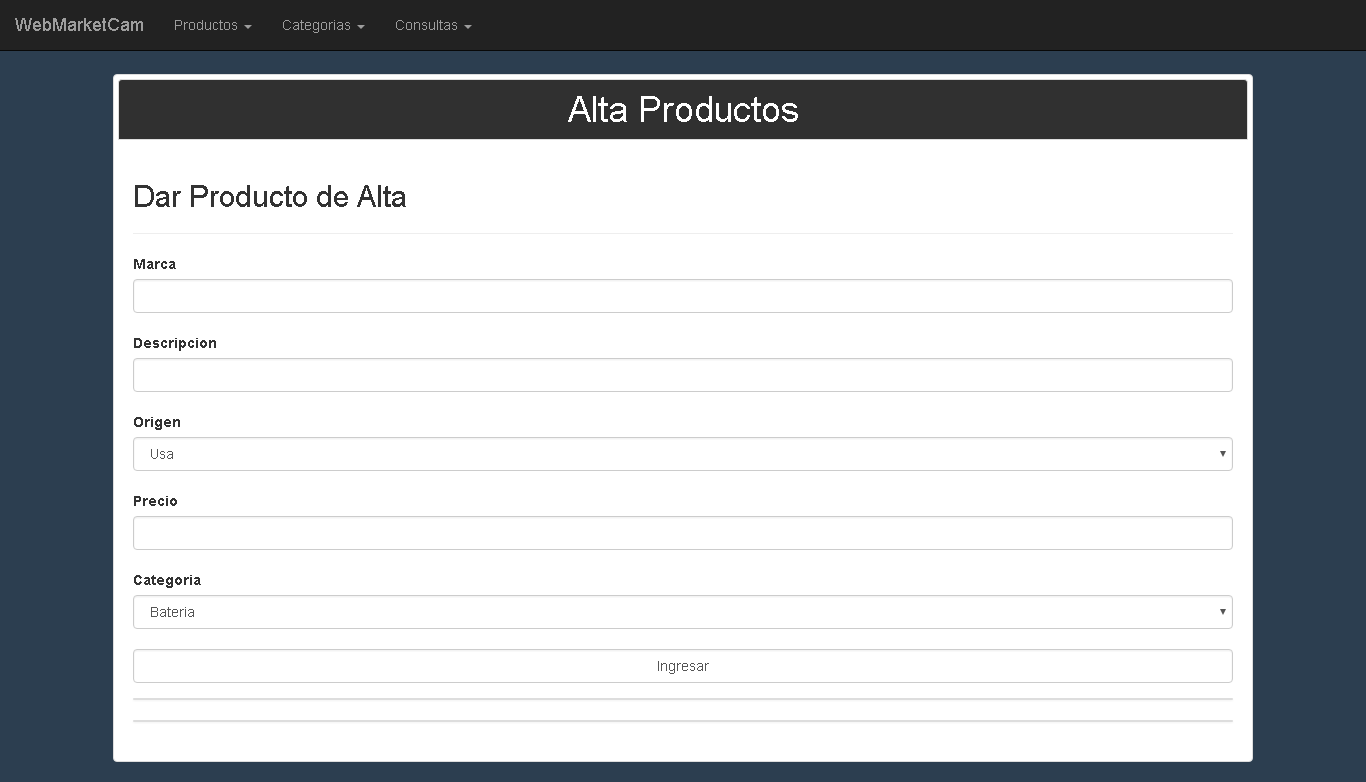 WebMarketCam Productos Categorias Consultas
Alta Productos
Dar Producto de Alta
Marca
Descripcion
Origen
Usa
Precio
Categoria
Bateria
Ingresar